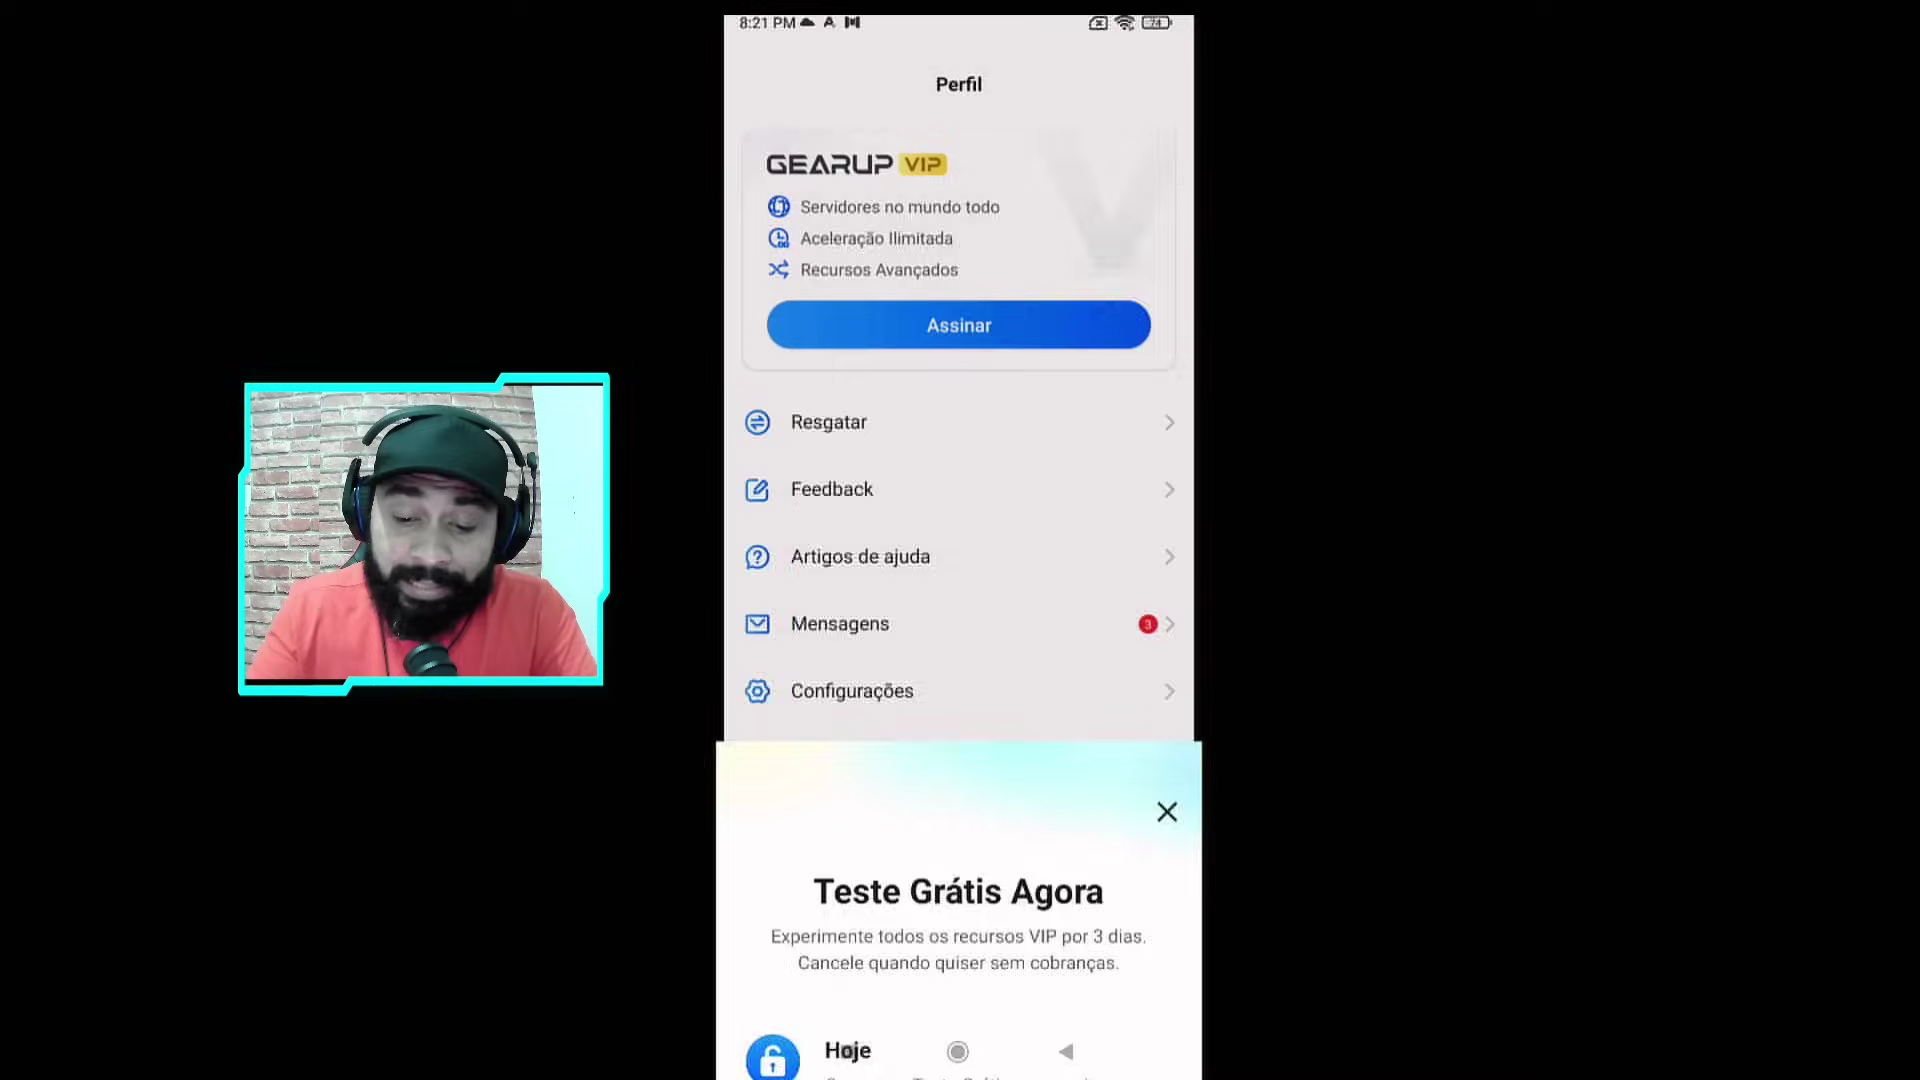 8:21 PM
74
Perfil
GEARUP VIP
Servidores no mundo todo
Aceleração Ilimitada
Recursos Avançados
Assinar
Resgatar
Feedback
Artigos de ajuda
Mensagens
3
Configurações
Teste Grátis Agora
Experimente todos os recursos VIP por 3 dias.
Cancele quando quiser sem cobranças.
Hoje